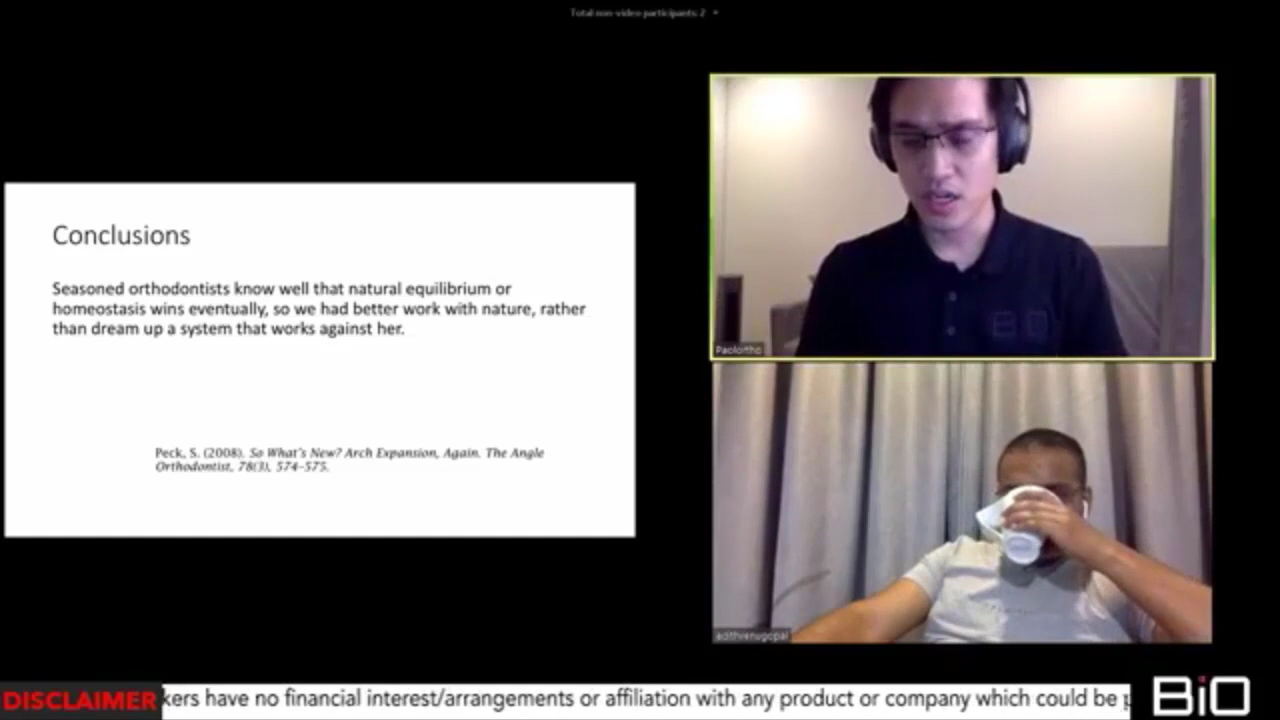 Total non-video participants: 2
Conclusions
Seasoned orthodontists know well that natural equilibrium or
homeostasis wins eventually, so we had better work with nature, rather
than dream up a system that works against her.
Peck, S. (2008). So What's New? Arch Expansion, Again. The Angle
Orthodontist, 78(3), 574–575.
BiO
Paolortho
adithvenugopal
DISCLAIMER kers have no financial interest/arrangements or affiliation with any product or company which could be p
BiO